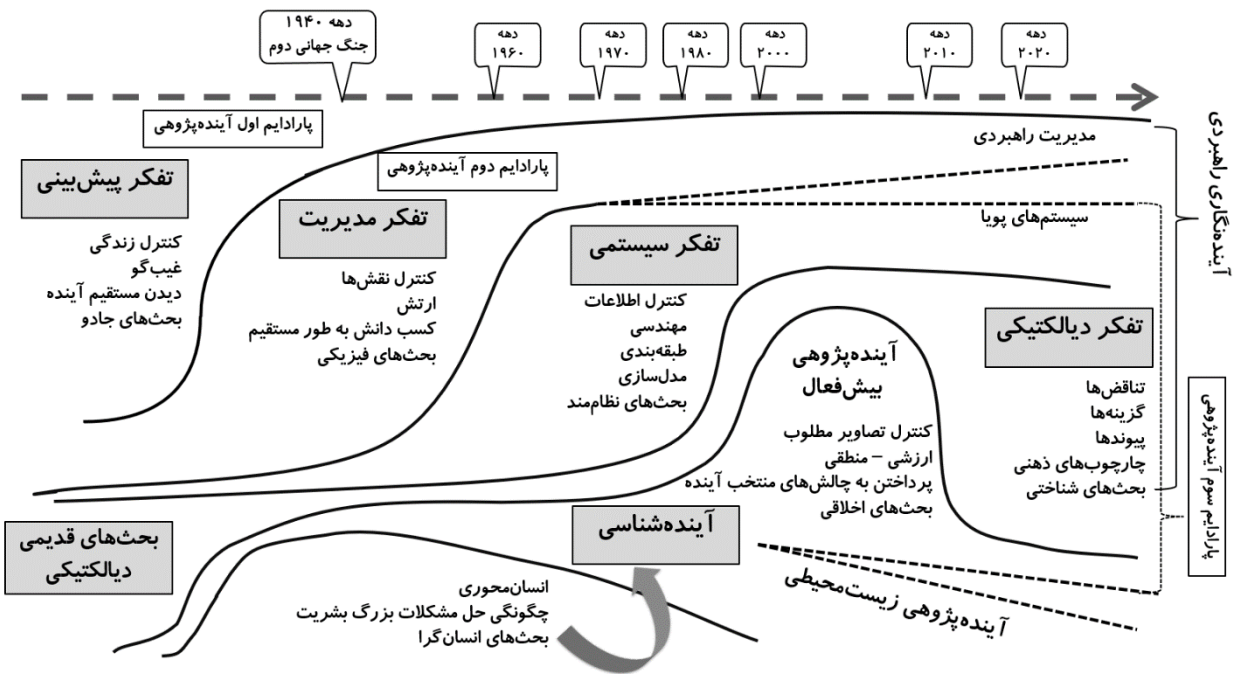 دهه ۱۹۴۰
جنگ جهانی دوم
دهه
۱۹۶۰
دهه
۱۹۷۰
دهه
۱۹۸۰
دهه
۲۰۰۰
دهه
۲۰۱۰
دهه
۲۰۲۰
پارادایم اول آینده‌پژوهی
پارادایم دوم آینده‌پژوهی
تفکر پیش‌بینی
کنترل زندگی
غیب‌گو
دیدن مستقیم آینده
بحث‌های جادو
تفکر مدیریت
کنترل نقش‌ها
ارتش
کسب دانش به طور مستقیم
بحث‌های فیزیکی
تفکر سیستمی
کنترل اطلاعات
مهندسی
طبقه‌بندی
مدل‌سازی
بحث‌های نظام‌مند
مدیریت راهبردی
سیستم‌های پویا
آینده‌نگاری راهبردی
تفکر دیالکتیکی
تناقض‌ها
گزینه‌ها
پیوندها
چارچوب‌های ذهنی
بحث‌های شناختی
پارادایم سوم آینده‌پژوهی
آینده‌پژوهی
بیش‌فعال
کنترل تصاویر مطلوب
ارزشی – منطقی
پرداختن به چالش‌های منتخب آینده
بحث‌های اخلاقی
بحث‌های قدیمی
دیالکتیکی
آینده‌شناسی
انسان‌محوری
چگونگی حل مشکلات بزرگ بشریت
بحث‌های انسان‌گرا
آینده‌پژوهی زیست‌محیطی